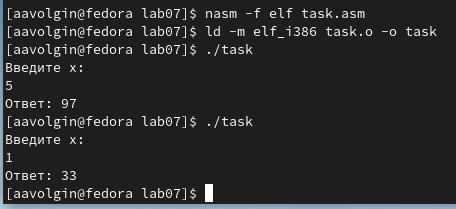 [aavolgin@fedora lab07]$ nasm -f elf task.asm
[aavolgin@fedora lab07]$ ld -m elf_i386 task.o -o task
[aavolgin@fedora lab07]$ ./task
Введите x:
5
Ответ: 97
[aavolgin@fedora lab07]$ ./task
Введите x:
1
Ответ: 33
[aavolgin@fedora lab07]$